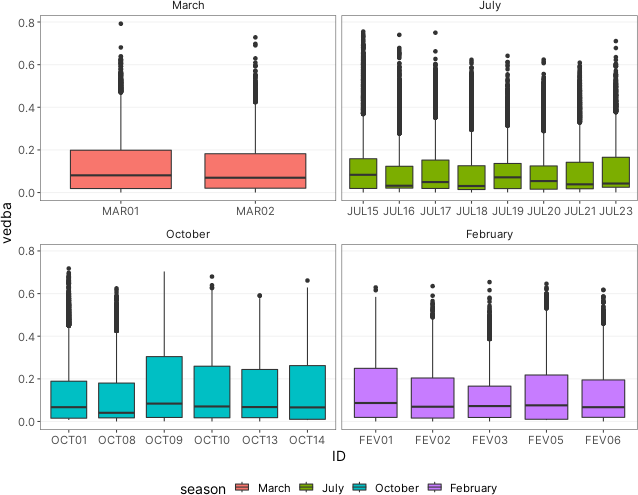 March
July
0.8
0.6
0.4
0.2
0.0
MAR01 MAR02
JUL15 JUL16 JUL17 JUL18 JUL19 JUL20 JUL21 JUL23
vedba
October
February
0.8
0.6
0.4
0.2
0.0
OCT01 OCT08 OCT09 OCT10 OCT13 OCT14
FEV01 FEV02 FEV03 FEV05 FEV06
ID
season March July October February